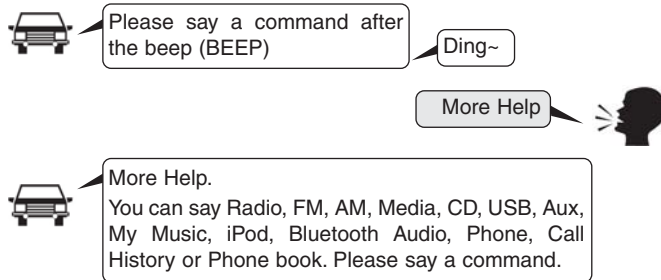 Please say a command after
the beep (BEEP)
Ding~
More Help
More Help.
You can say Radio, FM, AM, Media, CD, USB, Aux,
My Music, iPod, Bluetooth Audio, Phone, Call
History or Phone book. Please say a command.